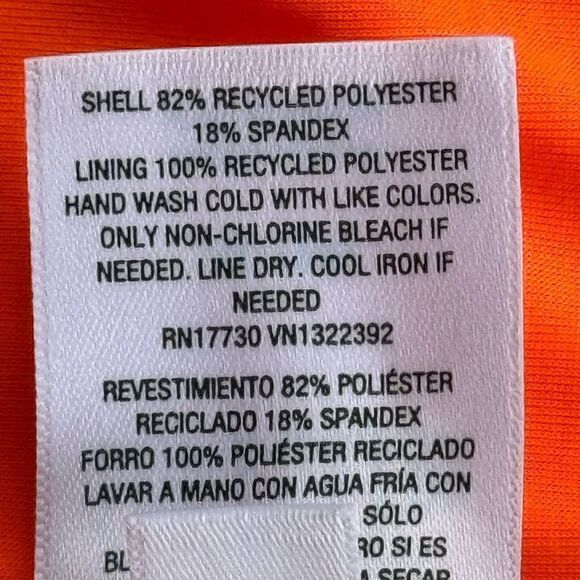 SHELL 82% RECYCLED POLYESTER
18% SPANDEX
LINING 100% RECYCLED POLYESTER
HAND WASH COLD WITH LIKE COLORS.
ONLY NON-CHLORINE BLEACH IF
NEEDED. LINE DRY. COOL IRON IF
NEEDED
RN17730 VN1322392
REVESTIMIENTO 82% POLIÉSTER
RECICLADO 18% SPANDEX
FORRO 100% POLIÉSTER RECICLADO
LAVAR A MANO CON AGUA FRÍA CON
SÓLO
SI ES
A SECAR